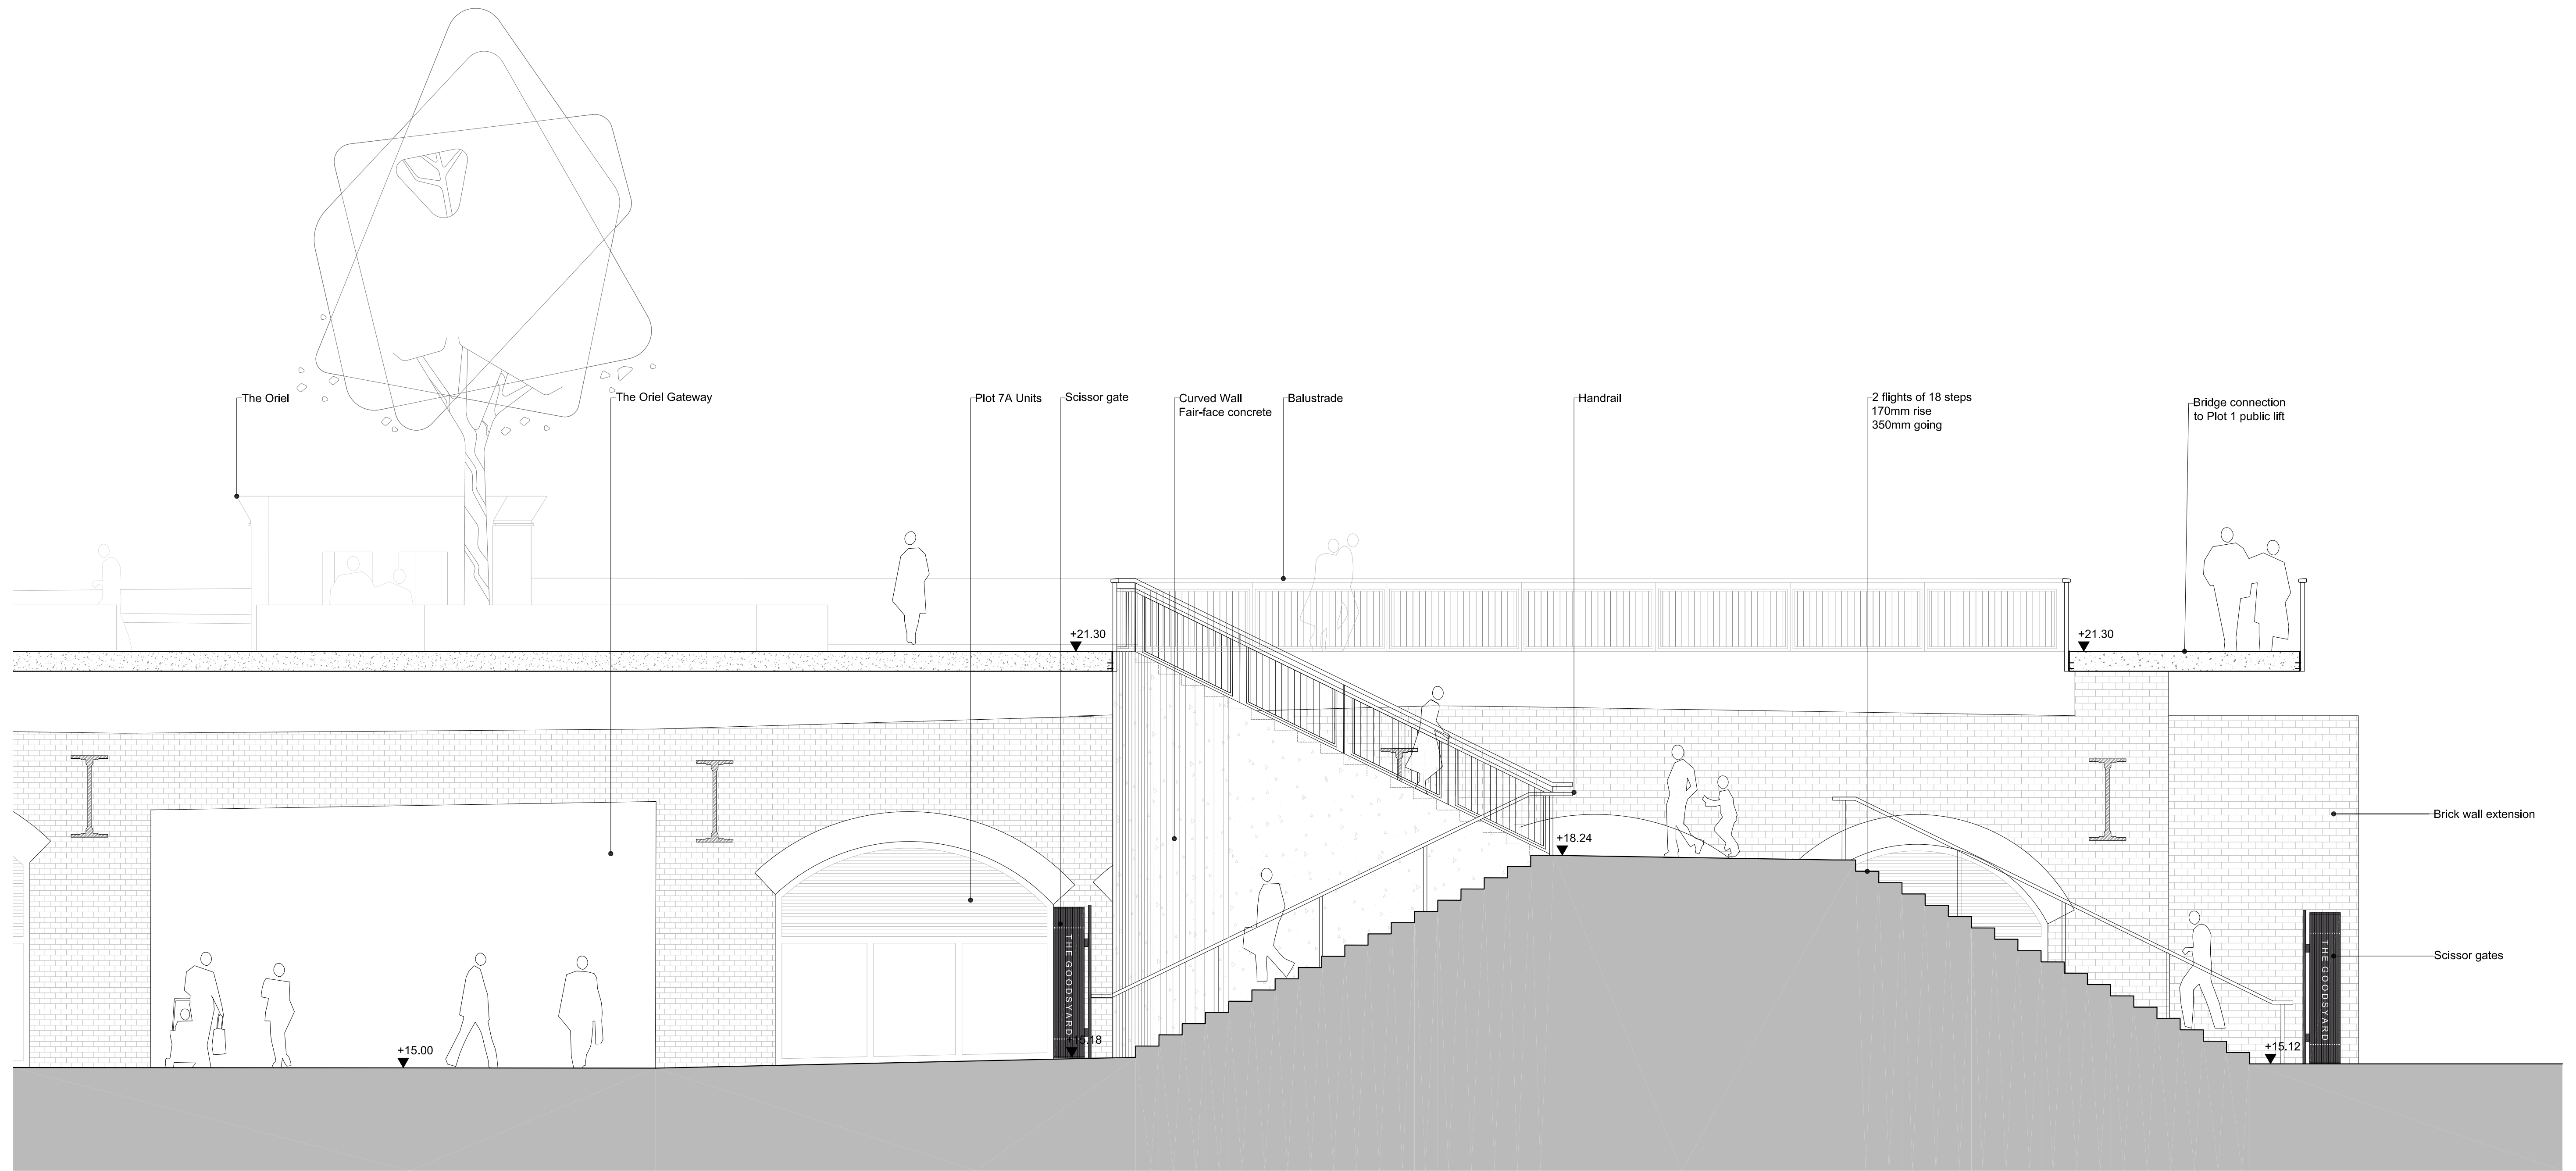 The Oriel
The Oriel Gateway
Plot 7A Units
Scissor gate
Curved Wall
Fair-face concrete
Balustrade
Handrail
2 flights of 18 steps
170mm rise
350mm going
Bridge connection
to Plot 1 public lift
+21.30
+21.30
Brick wall extension
+18.24
THE GOODSYARD
THE GOODSYARD
Scissor gates
+15.00
+15.18
+15.12